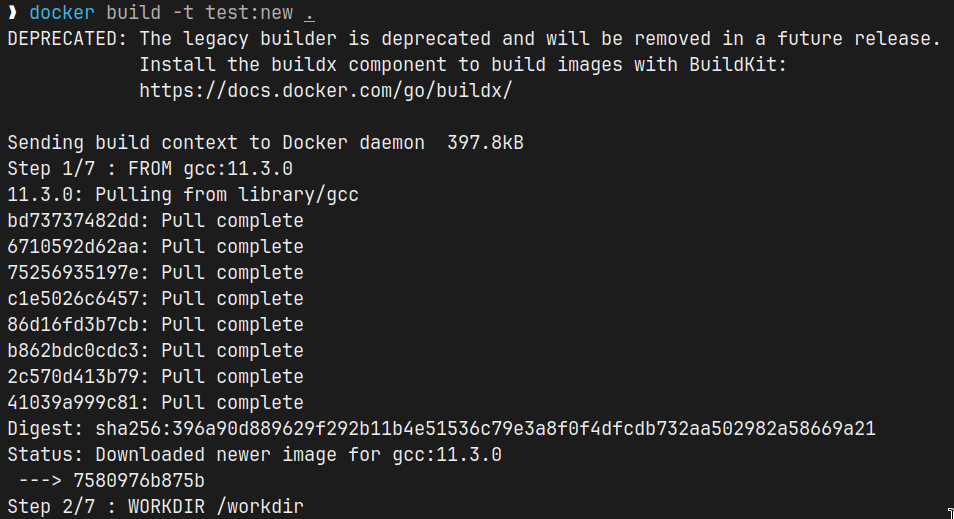 ❱ docker build -t test:new .
DEPRECATED: The legacy builder is deprecated and will be removed in a future release.
            Install the buildx component to build images with BuildKit:
            https://docs.docker.com/go/buildx/

Sending build context to Docker daemon  397.8kB
Step 1/7 : FROM gcc:11.3.0
11.3.0: Pulling from library/gcc
bd73737482dd: Pull complete
6710592d62aa: Pull complete
75256935197e: Pull complete
c1e5026c6457: Pull complete
86d16fd3b7cb: Pull complete
b862bdc0cdc3: Pull complete
2c570d413b79: Pull complete
41039a999c81: Pull complete
Digest: sha256:396a90d889629f292b11b4e51536c79e3a8f0f4dfcdb732aa502982a58669a21
Status: Downloaded newer image for gcc:11.3.0
 ---> 7580976b875b
Step 2/7 : WORKDIR /workdir